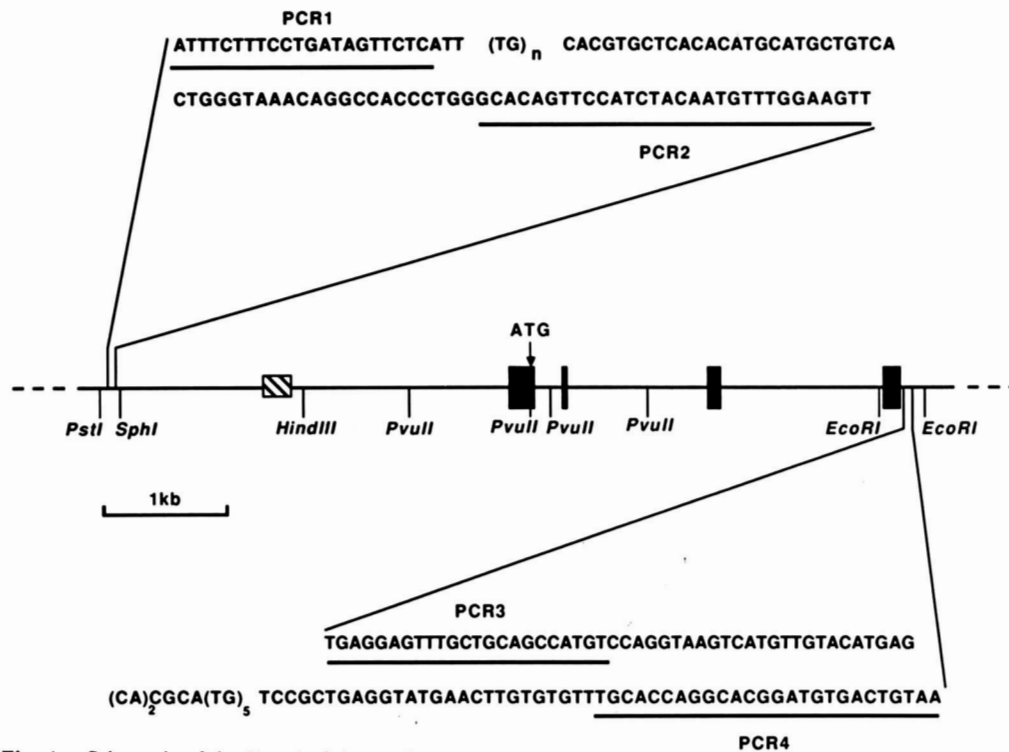 PCR1
ATTTCTTTCCTGATAGTTCTCATT (TG)n CACGTGCTCACACATGCATGCTGTCA
CTGGGTAAACAGGCCACCCTGGGCACAGTTCCATCTACAATGTTTGGAAGTT
PCR2
ATG
PstI SphI HindIII PvuII PvuII PvuII PvuII EcoRI EcoRI
1kb
PCR3
TGAGGAGTTTGCTGCAGCCATGTCCAGGTAAGTCATGTTGTACATGAG
(CA)2CGCA(TG)5 TCCGCTGAGGTATGAACTTGTGTGTTTGCACCAGGCACGGATGTGACTGTAA
PCR4